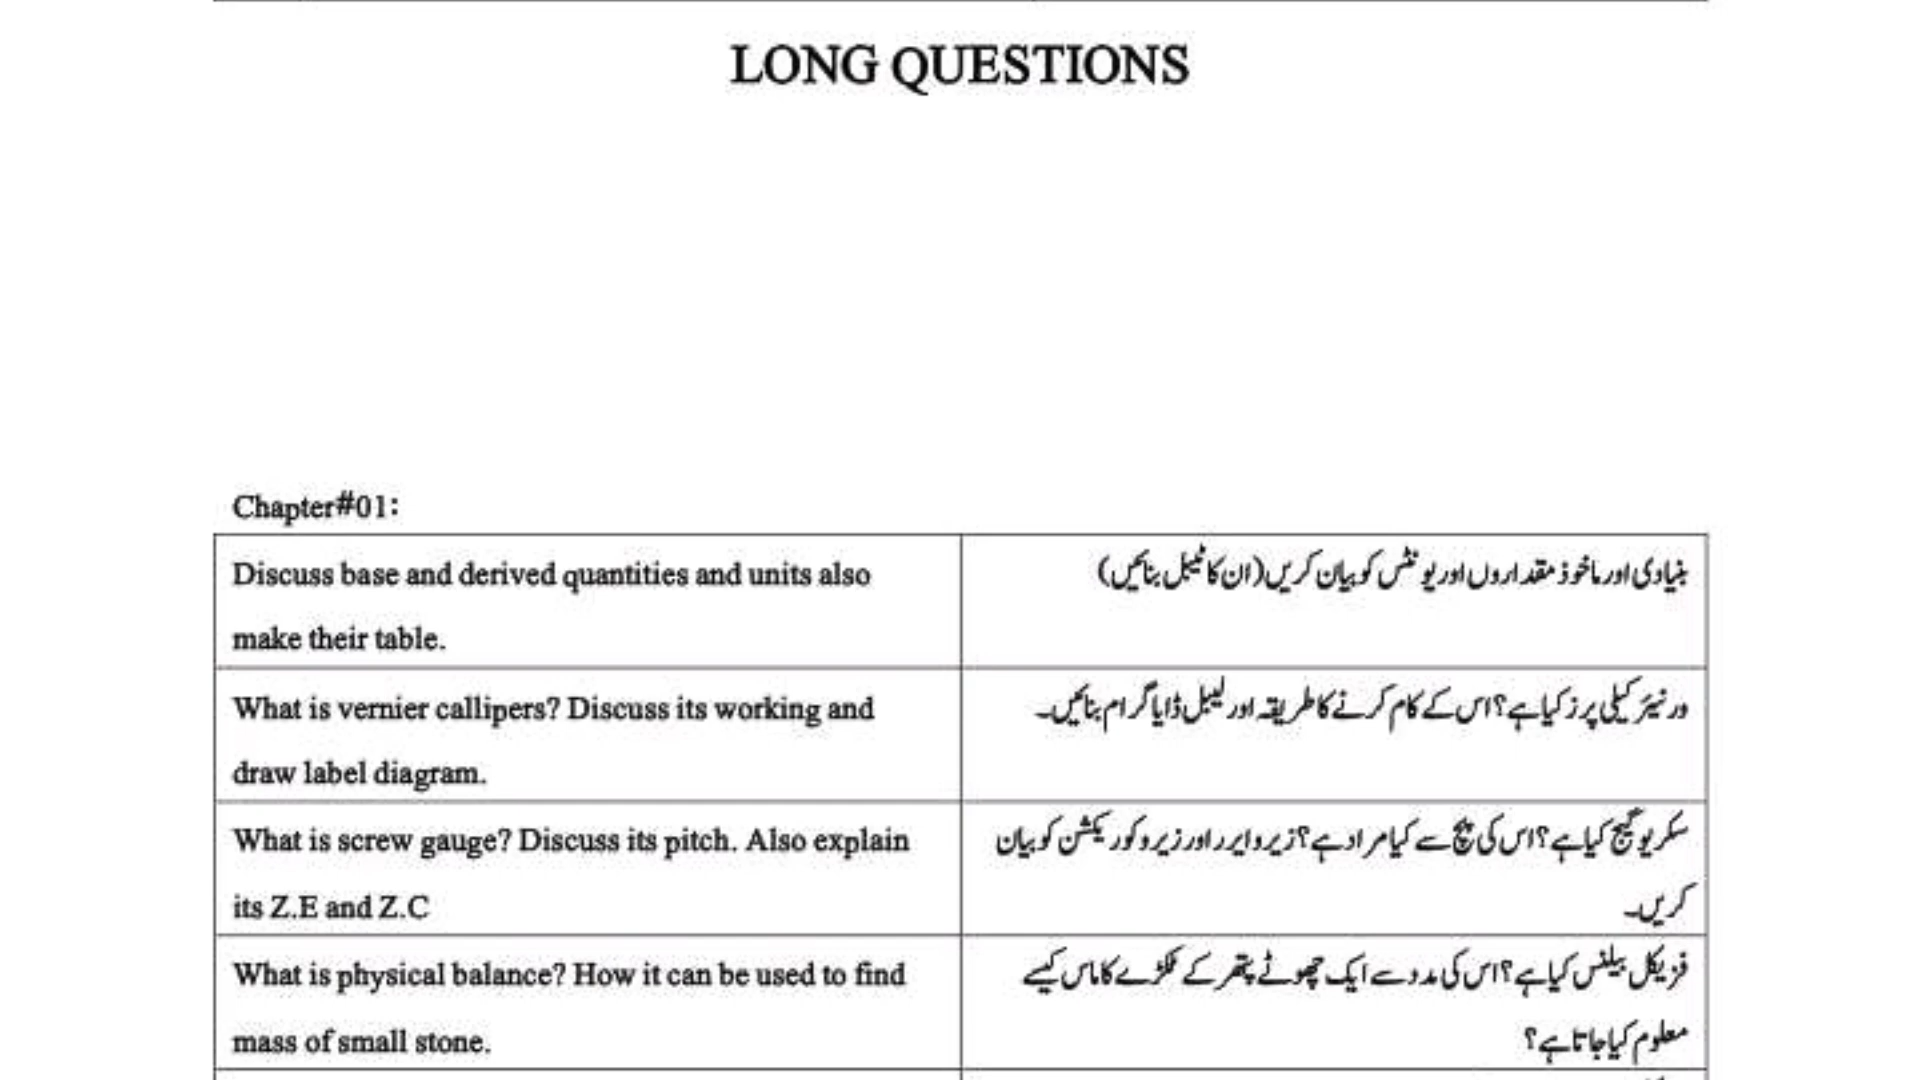 LONG QUESTIONS
Chapter#01:
Discuss base and derived quantities and units also
make their table.
بنیادی اور ماخوذ مقداروں اور یونٹس کو بیان کریں(ان کا ٹیبل بنائیں)
What is vernier callipers? Discuss its working and
draw label diagram.
ورنیئر کیلی پرز کیا ہے؟ اس کے کام کرنے کا طریقہ اور لیبل ڈایا گرام بنائیں۔
What is screw gauge? Discuss its pitch. Also explain
its Z.E and Z.C
سکریو گیج کیا ہے؟ اس کی پچ سے کیا مراد ہے؟ زیرو ایرر اور زیرو کوریکشن کو بیان
کریں۔
What is physical balance? How it can be used to find
mass of small stone.
فزیکل بیلنس کیا ہے؟ اس کی مدد سے ایک چھوٹے پتھر کے ٹکڑے کا ماس کیسے
معلوم کیا جاتا ہے؟